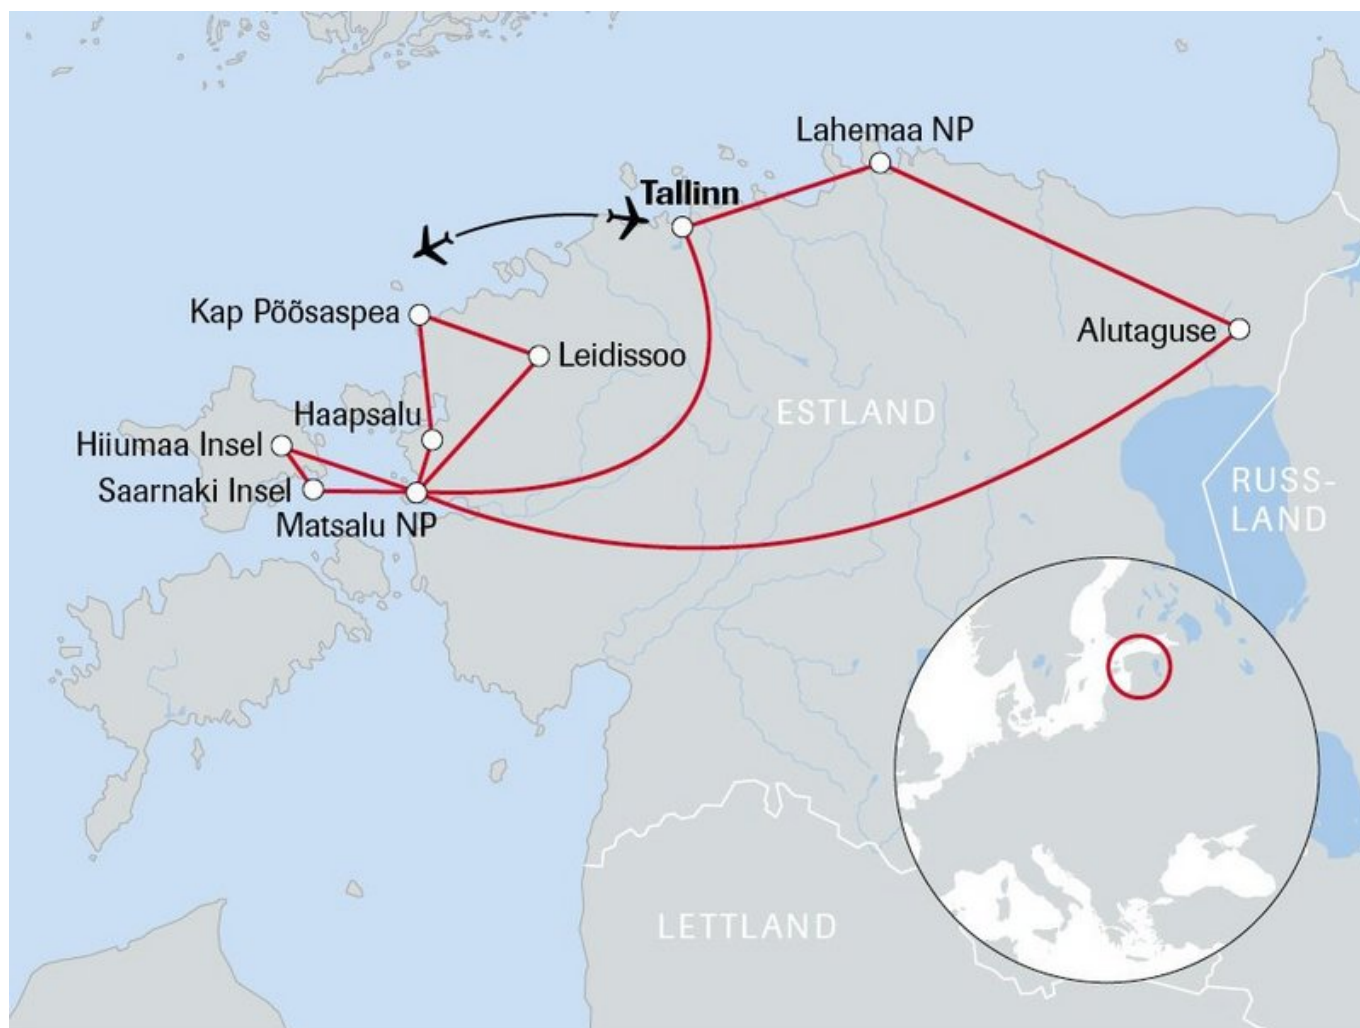 Lahemaa NP
Tallinn
Kap Põõsaspea
Alutaguse
Leidissoo
ESTLAND
Haapsalu
Hiiumaa Insel
Saarnaki Insel
RUSS-
LAND
Matsalu NP
LETTLAND